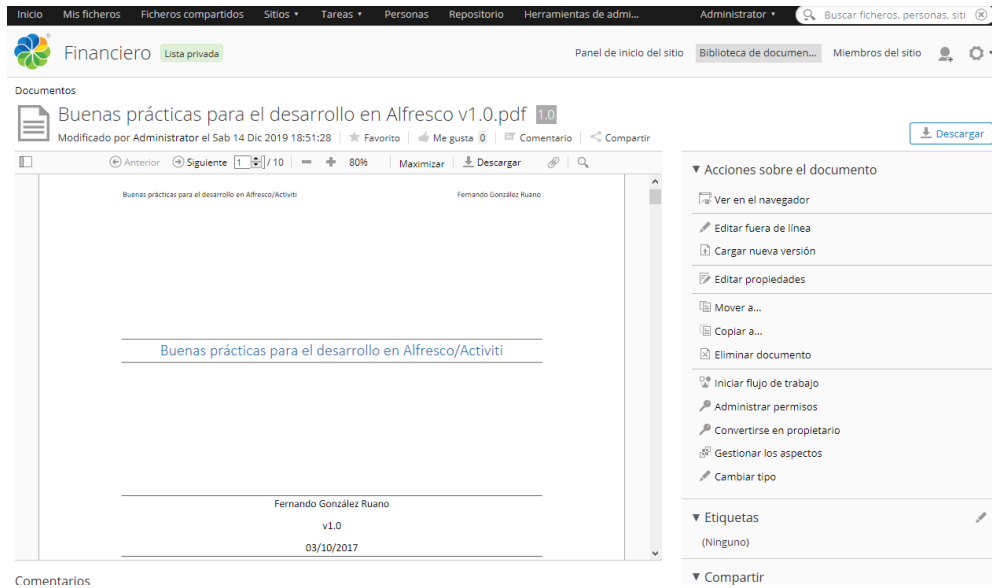 Inicio Mis ficheros Ficheros compartidos Sitios Tareas Personas Repositorio Herramientas de admi... Administrator Buscar ficheros, personas, siti
Financiero Lista privada Panel de inicio del sitio Biblioteca de documen... Miembros del sitio
Documentos
Buenas prácticas para el desarrollo en Alfresco v1.0.pdf 1.0
Modificado por Administrator el Sab 14 Dic 2019 18:51:28 Favorito Me gusta 0 Comentario Compartir
Descargar
Anterior Siguiente 1 / 10 80% Maximizar Descargar
Buenas prácticas para el desarrollo en Alfresco/Activiti Fernando González Ruano
Buenas prácticas para el desarrollo en Alfresco/Activiti
Fernando González Ruano
v1.0
03/10/2017
Comentarios
Acciones sobre el documento
Ver en el navegador
Editar fuera de línea
Cargar nueva versión
Editar propiedades
Mover a...
Copiar a...
Eliminar documento
Iniciar flujo de trabajo
Administrar permisos
Convertirse en propietario
Gestionar los aspectos
Cambiar tipo
Etiquetas
(Ninguno)
Compartir